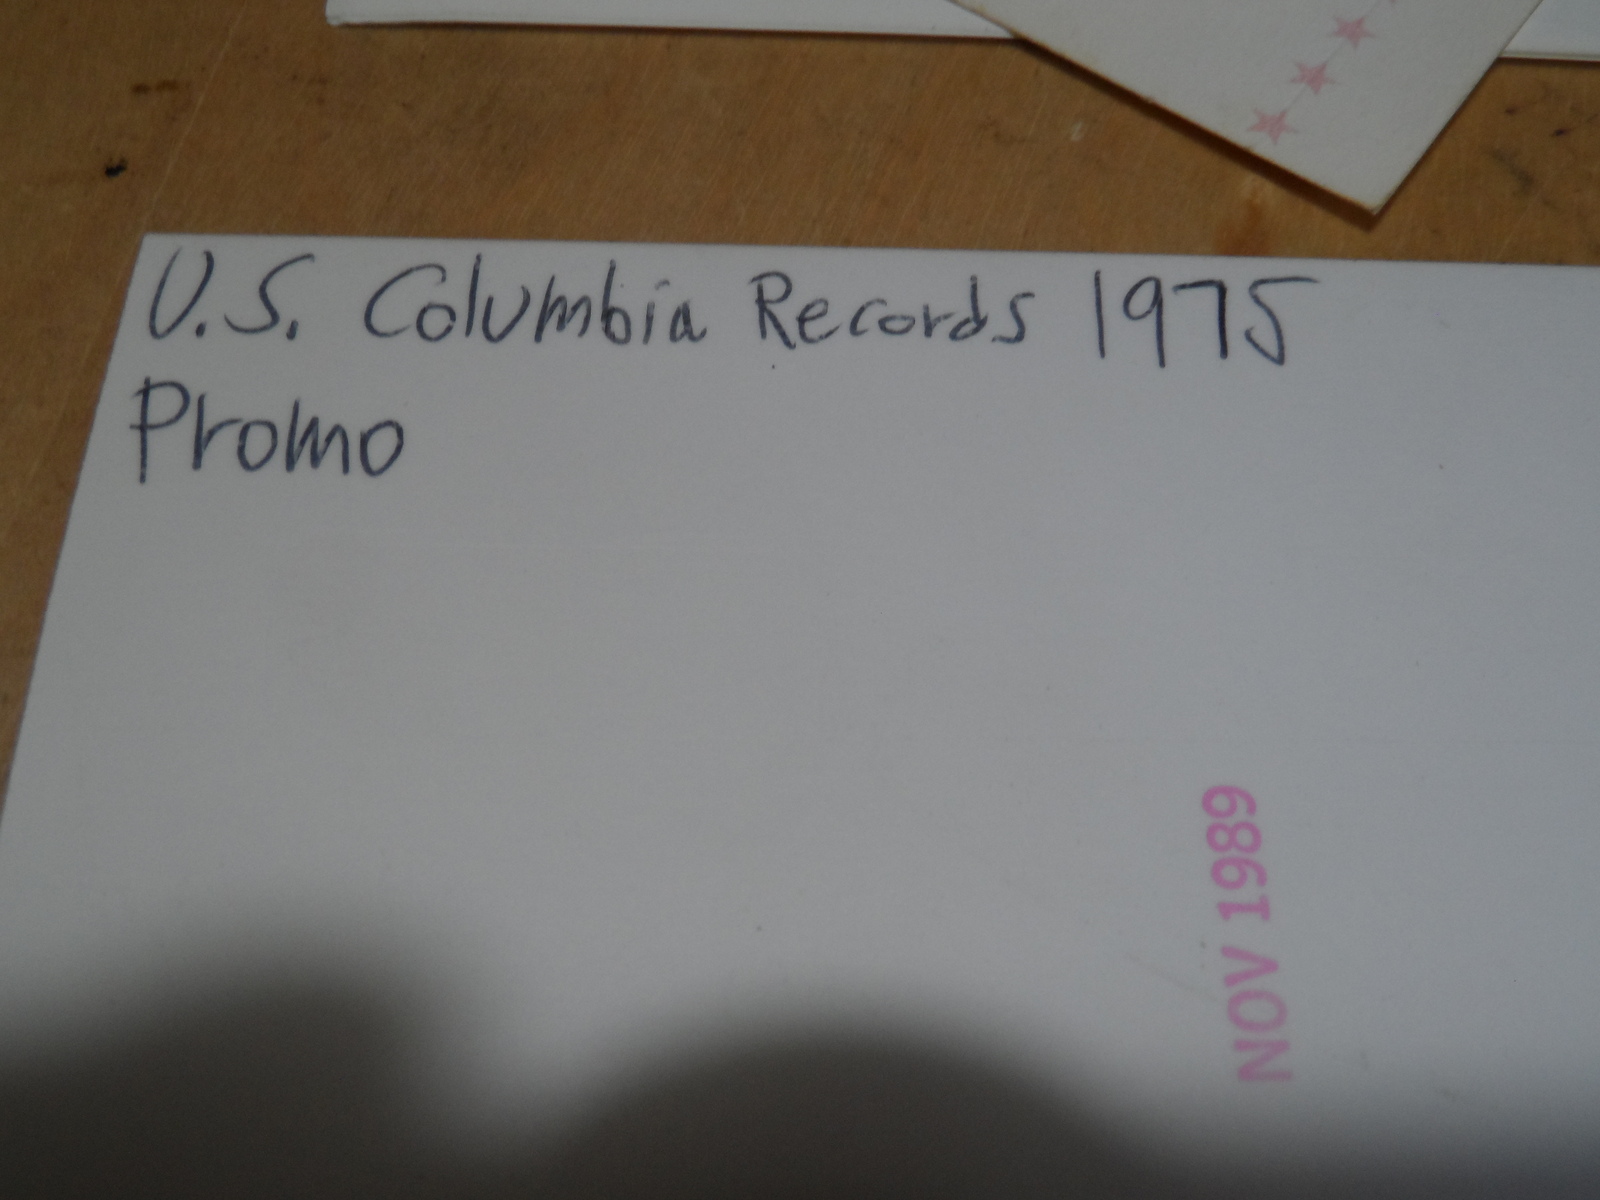 U.S. Columbia Records 1975
Promo
NOV 1989